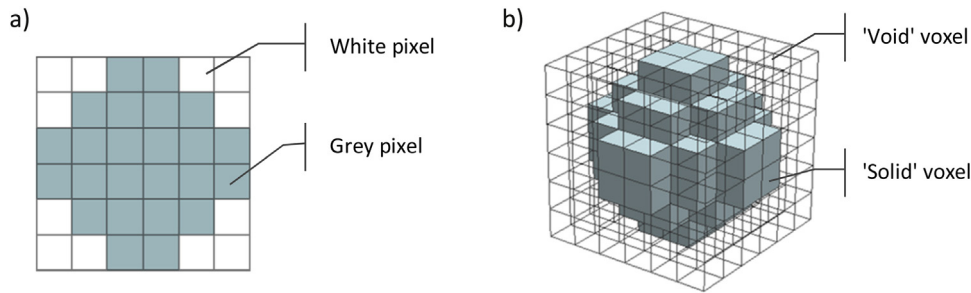 a)
White pixel
Grey pixel
b)
'Void' voxel
'Solid' voxel